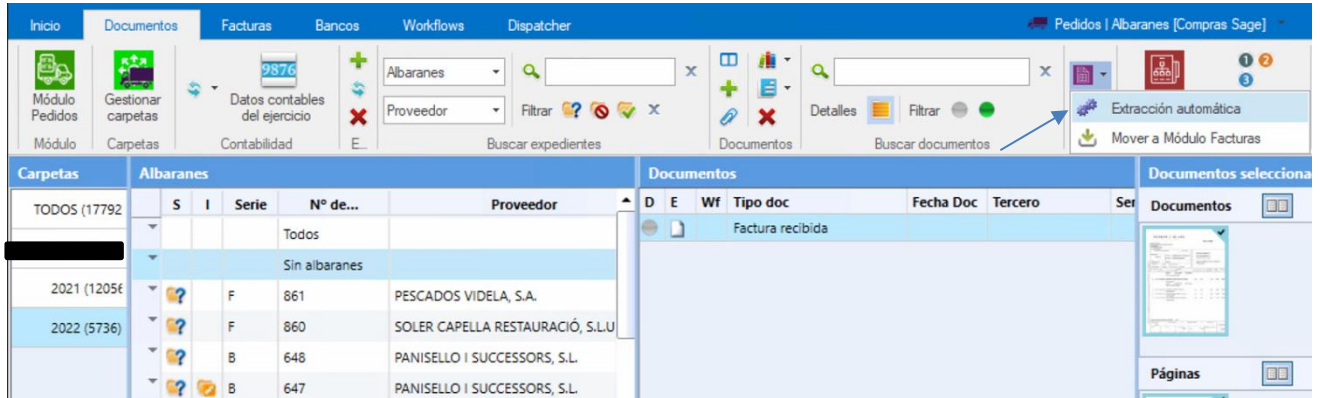 Inicio Documentos Facturas Bancos Workflows Dispatcher Pedidos | Albaranes [Compras Sage]
Módulo Pedidos
Gestionar carpetas
9876
Datos contables del ejercicio
Albaranes
Proveedor
Filtrar
Detalles
Filtrar
1 2
3
Extracción automática
Mover a Módulo Facturas
Módulo Carpetas Contabilidad E... Buscar expedientes Documentos Buscar documentos
Carpetas Albaranes Documentos Documentos selecciona
TODOS (17792
2021 (12056
2022 (5736)
S I Serie Nº de... Proveedor
Todos
Sin albaranes
F 861 PESCADOS VIDELA, S.A.
F 860 SOLER CAPELLA RESTAURACIÓ, S.L.U
B 648 PANISELLO I SUCCESSORS, S.L.
B 647 PANISELLO I SUCCESSORS, S.L.
D E Wf Tipo doc Fecha Doc Tercero Ser
Factura recibida
Documentos
Páginas